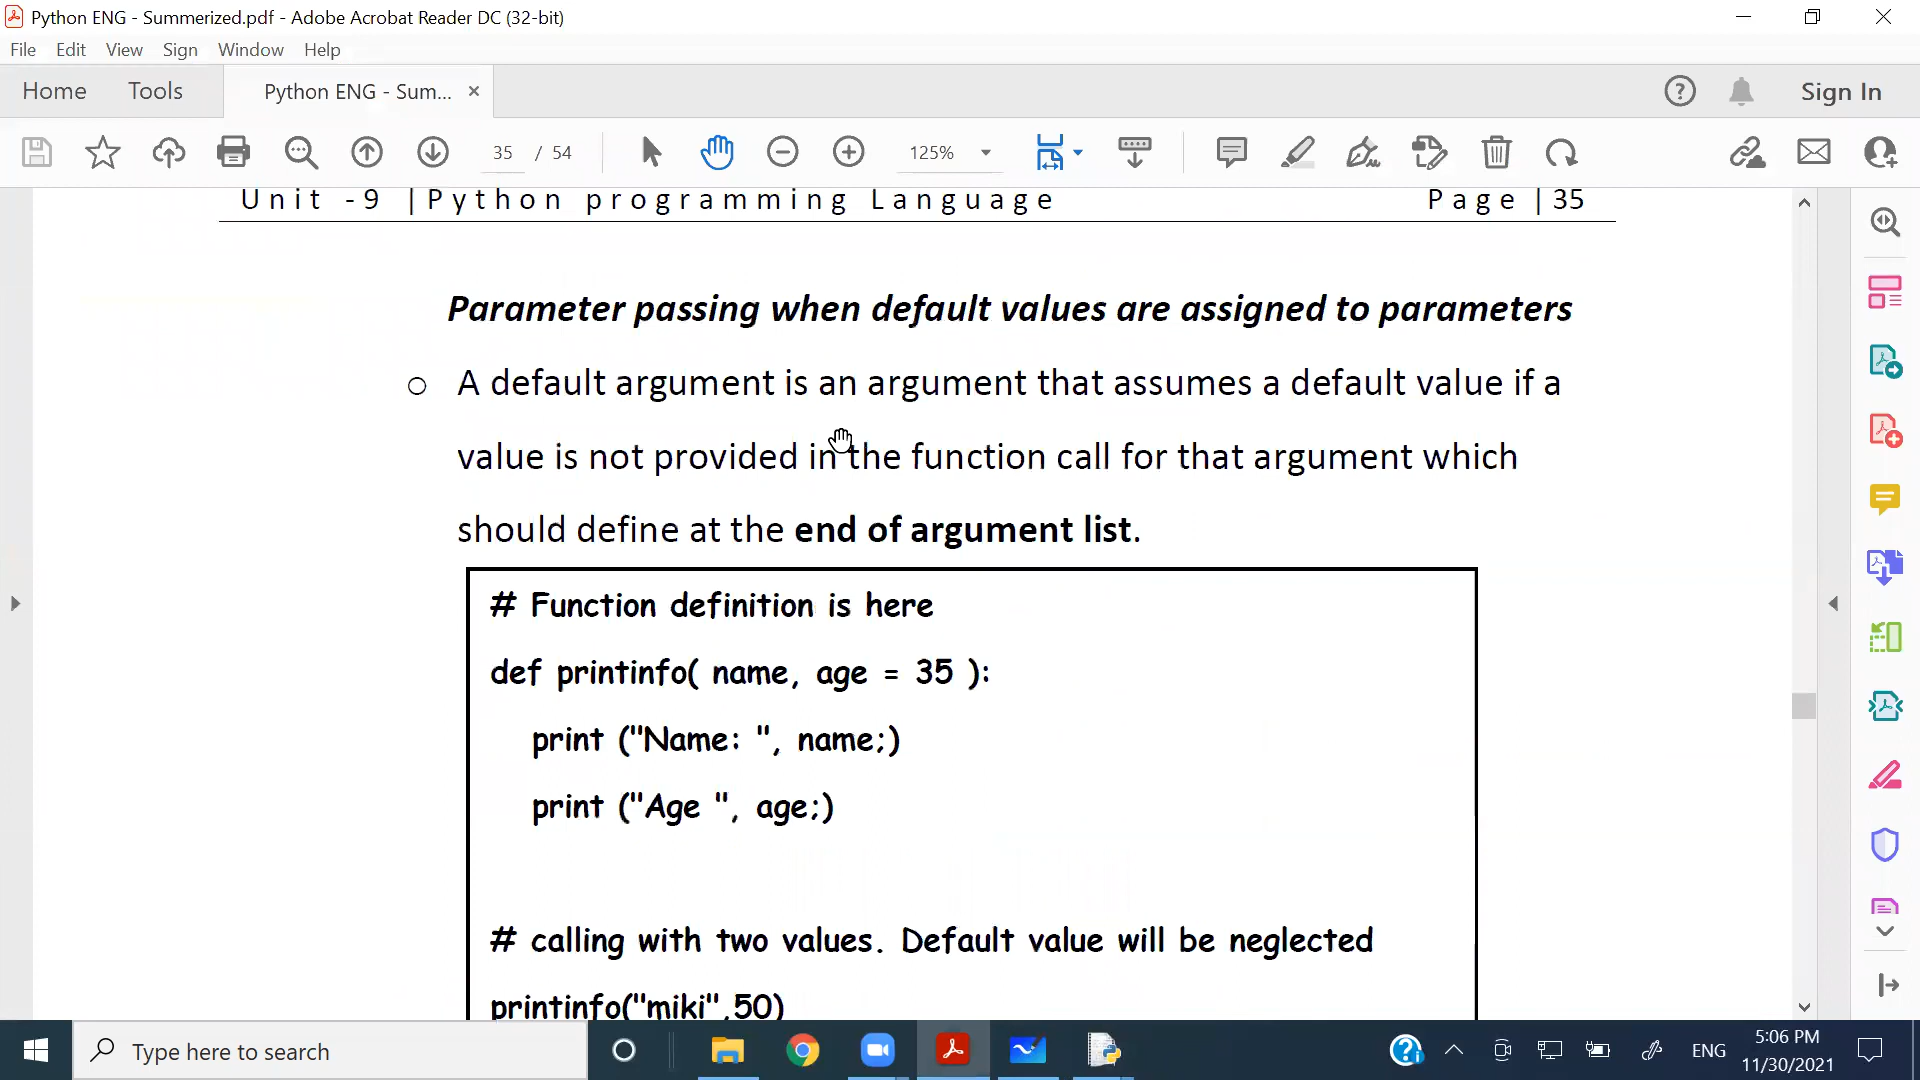 Python ENG - Summerized.pdf - Adobe Acrobat Reader DC (32-bit)
File Edit View Sign Window Help
Home Tools Python ENG - Sum... × Sign In
35 / 54 125%
Unit -9 |Python programming Language Page |35
Parameter passing when default values are assigned to parameters
○ A default argument is an argument that assumes a default value if a
value is not provided in the function call for that argument which
should define at the end of argument list.
# Function definition is here
def printinfo( name, age = 35 ):
print ("Name: ", name;)
print ("Age ", age;)
# calling with two values. Default value will be neglected
printinfo("miki",50)
Type here to search
ENG
5:06 PM
11/30/2021